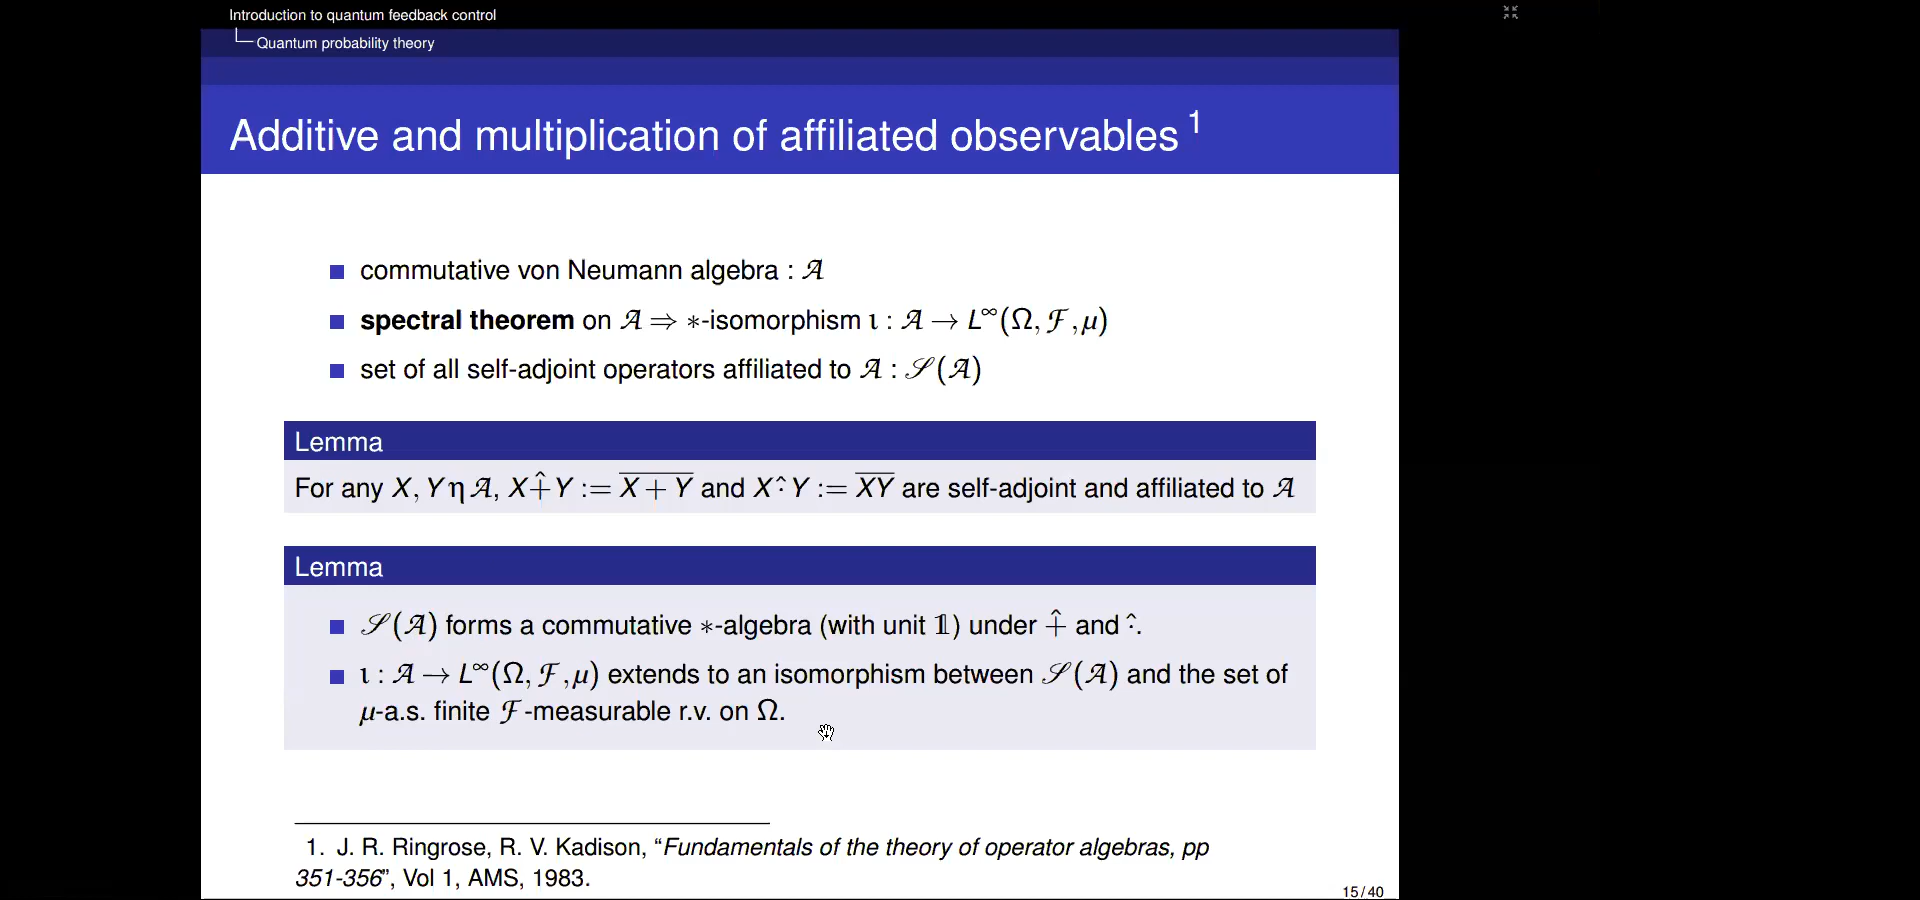 Introduction to quantum feedback control
Quantum probability theory
Additive and multiplication of affiliated observables 1
commutative von Neumann algebra : 𝒜
spectral theorem on 𝒜 ⇒ ∗-isomorphism ι : 𝒜 → L^∞(Ω, ℱ, μ)
set of all self-adjoint operators affiliated to 𝒜 : 𝒮(𝒜)
Lemma
For any X, Y η 𝒜, X +̂ Y := \overline{X + Y} and X ·̂ Y := \overline{XY} are self-adjoint and affiliated to 𝒜
Lemma
𝒮(𝒜) forms a commutative ∗-algebra (with unit 𝟙) under +̂ and ·̂.
ι : 𝒜 → L^∞(Ω, ℱ, μ) extends to an isomorphism between 𝒮(𝒜) and the set of
μ-a.s. finite ℱ-measurable r.v. on Ω.
1. J. R. Ringrose, R. V. Kadison, “Fundamentals of the theory of operator algebras, pp
351-356”, Vol 1, AMS, 1983.
15 / 40